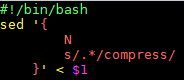 #!/bin/bash
sed '{
N
s/.*/compress/
}' < $1